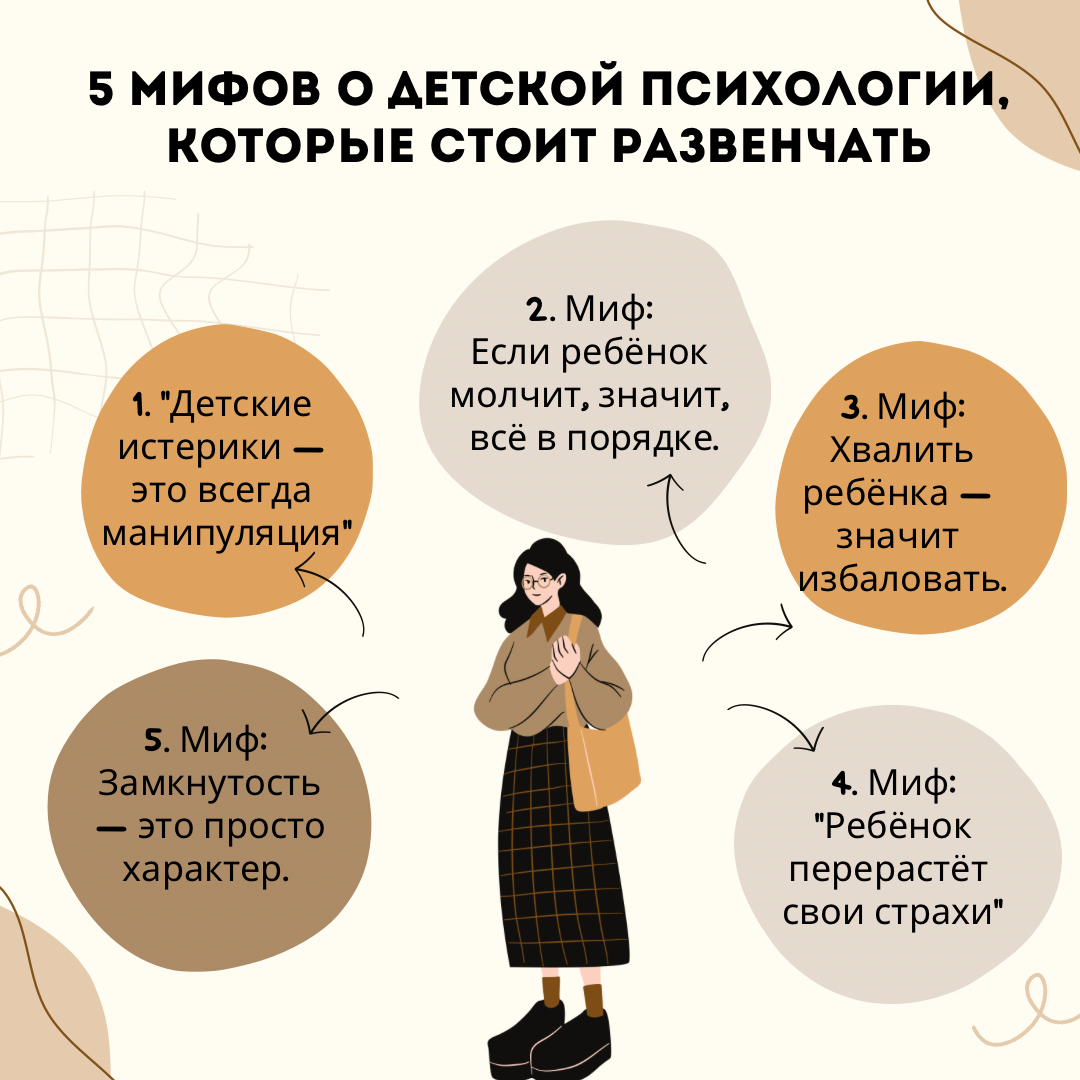 5 МИФОВ О ДЕТСКОЙ ПСИХОЛОГИИ,
КОТОРЫЕ СТОИТ РАЗВЕНЧАТЬ
1. "Детские
истерики —
это всегда
манипуляция"
2. Миф:
Если ребёнок
молчит, значит,
всё в порядке.
3. Миф:
Хвалить
ребёнка —
значит
избаловать.
4. Миф:
"Ребёнок
перерастёт
свои страхи"
5. Миф:
Замкнутость
— это просто
характер.